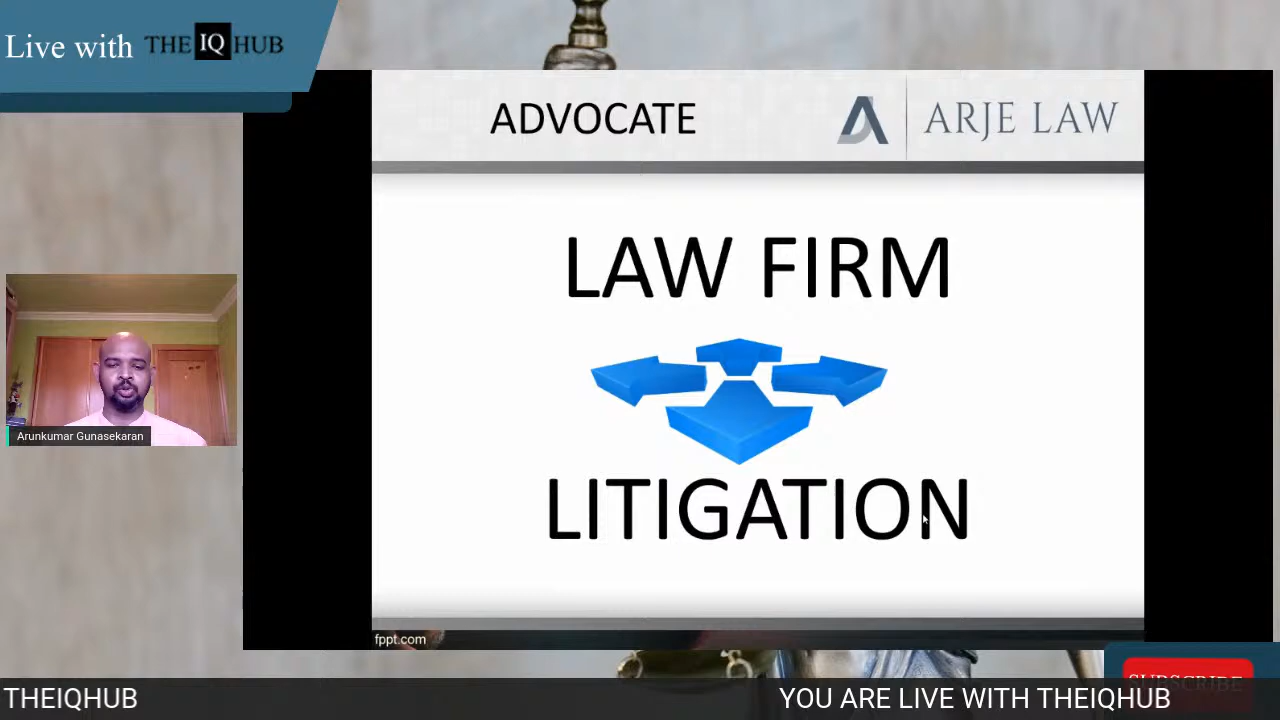 Live with THE IQ HUB
ADVOCATE
ARJE LAW
LAW FIRM
Arunkumar Gunasekaran
LITIGATION
fppt.com
SUBSCRIBE
THEIQHUB
YOU ARE LIVE WITH THEIQHUB